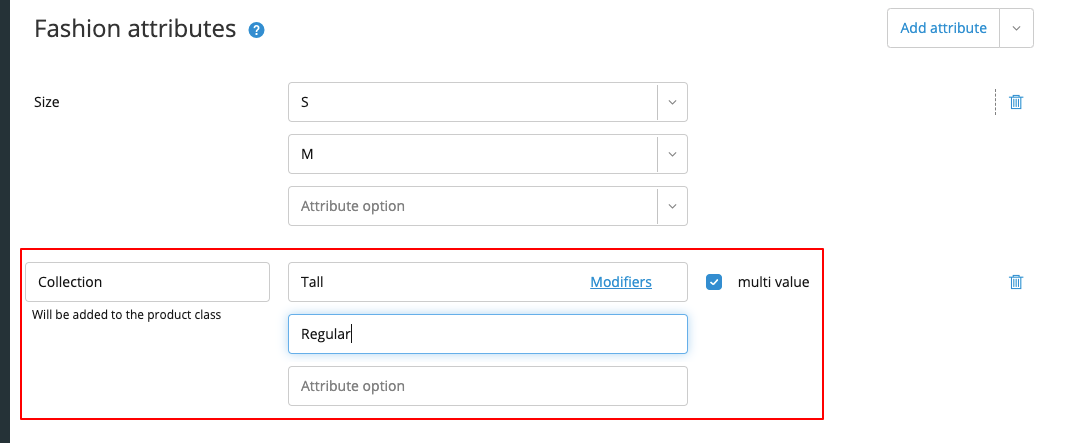 Fashion attributes ?
Add attribute
Size
S
M
Attribute option
Collection
Tall Modifiers
multi value
Will be added to the product class
Regular
Attribute option